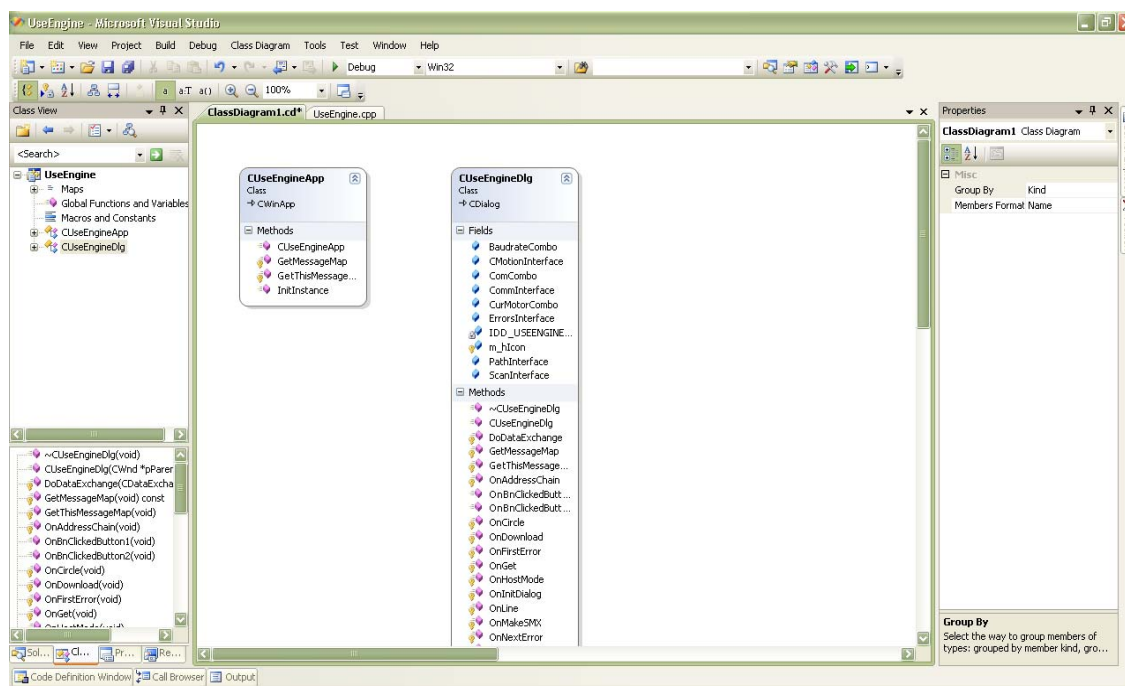 UseEngine - Microsoft Visual Studio
File Edit View Project Build Debug Class Diagram Tools Test Window Help
Debug Win32
a aT a() 100%
Class View
ClassDiagram1.cd* UseEngine.cpp
<Search>
UseEngine
Maps
Global Functions and Variables
Macros and Constants
CUseEngineApp
CUseEngineDlg
~CUseEngineDlg(void)
CUseEngineDlg(CWnd *pParer
DoDataExchange(CDataExcha
GetMessageMap(void) const
GetThisMessageMap(void)
OnAddressChain(void)
OnBnClickedButton1(void)
OnBnClickedButton2(void)
OnCircle(void)
OnDownload(void)
OnFirstError(void)
OnGet(void)
Sol... Cl... Pr... Re...
CUseEngineApp
Class
CWinApp
Methods
CUseEngineApp
GetMessageMap
GetThisMessage...
InitInstance
CUseEngineDlg
Class
CDialog
Fields
BaudrateCombo
CMotionInterface
ComCombo
CommInterface
CurMotorCombo
ErrorsInterface
IDD_USEENGINE...
m_hIcon
PathInterface
ScanInterface
Methods
~CUseEngineDlg
CUseEngineDlg
DoDataExchange
GetMessageMap
GetThisMessage...
OnAddressChain
OnBnClickedButt...
OnBnClickedButt...
OnCircle
OnDownload
OnFirstError
OnGet
OnHostMode
OnInitDialog
OnLine
OnMakeSMX
OnNextError
Properties
ClassDiagram1 Class Diagram
Misc
Group By Kind
Members Format Name
Group By
Select the way to group members of
types: grouped by member kind, gro...
Code Definition Window Call Browser Output